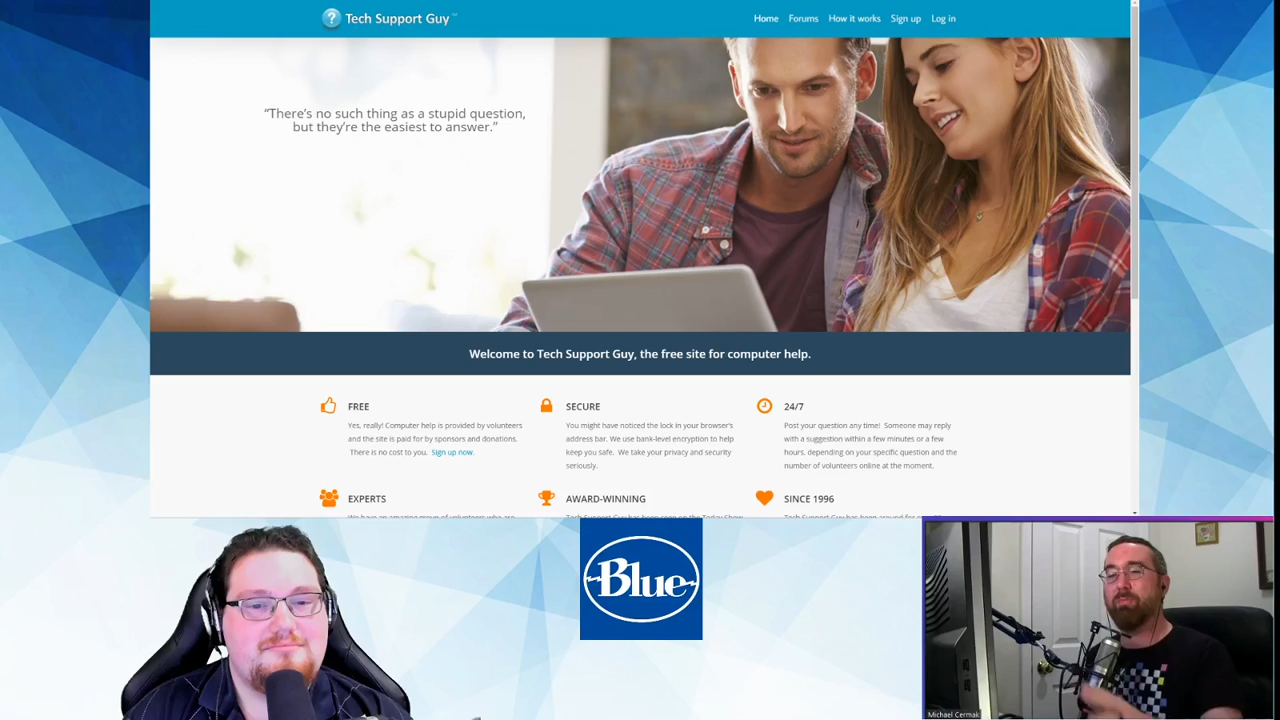 Tech Support Guy™
Home Forums How it works Sign up Log in
“There’s no such thing as a stupid question,
but they’re the easiest to answer.”
Welcome to Tech Support Guy, the free site for computer help.
FREE
Yes, really! Computer help is provided by volunteers
and the site is paid for by sponsors and donations.
There is no cost to you. Sign up now.
SECURE
You might have noticed the lock in your browser's
address bar. We use bank-level encryption to help
keep you safe. We take your privacy and security
seriously.
24/7
Post your question any time! Someone may reply
with a suggestion within a few minutes or a few
hours, depending on your specific question and the
number of volunteers online at the moment.
EXPERTS
AWARD-WINNING
SINCE 1996
Blue
Michael Cermak